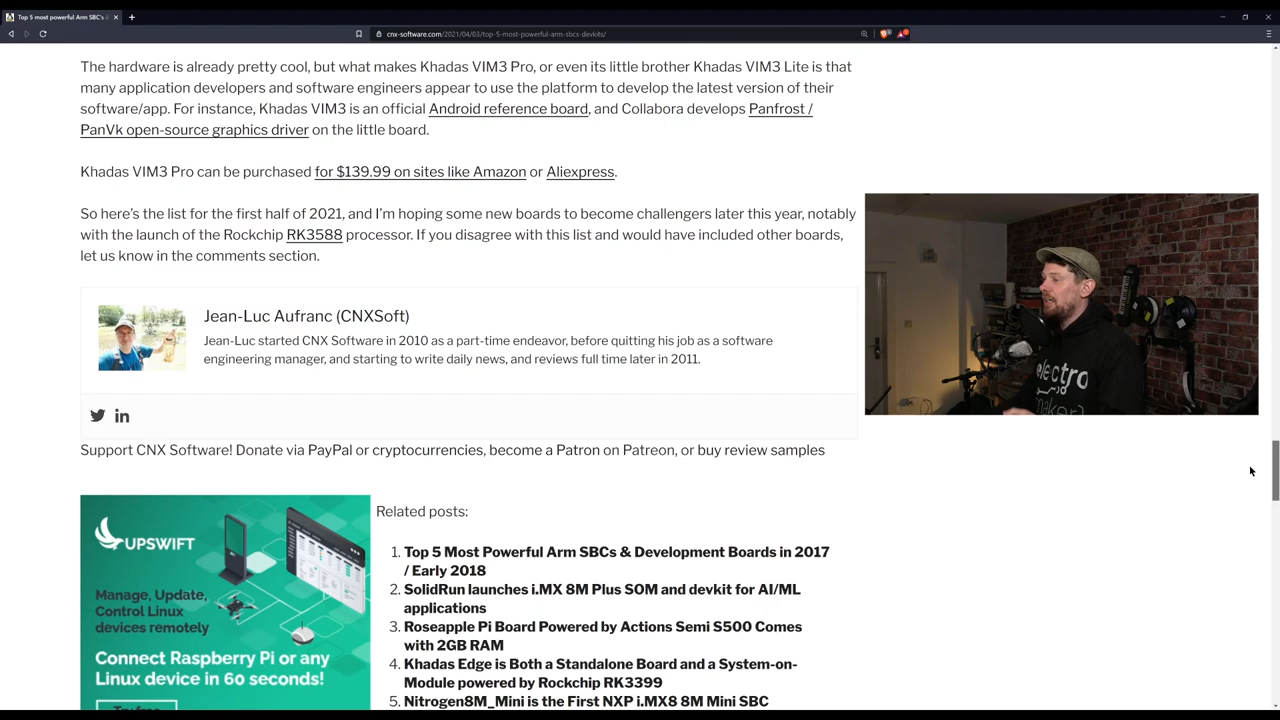 Top 5 most powerful Arm SBC's &
cnx-software.com/2021/04/03/top-5-most-powerful-arm-sbcs-devkits/
The hardware is already pretty cool, but what makes Khadas VIM3 Pro, or even its little brother Khadas VIM3 Lite is that
many application developers and software engineers appear to use the platform to develop the latest version of their
software/app. For instance, Khadas VIM3 is an official Android reference board, and Collabora develops Panfrost /
PanVk open-source graphics driver on the little board.
Khadas VIM3 Pro can be purchased for $139.99 on sites like Amazon or Aliexpress.
So here's the list for the first half of 2021, and I'm hoping some new boards to become challengers later this year, notably
with the launch of the Rockchip RK3588 processor. If you disagree with this list and would have included other boards,
let us know in the comments section.
Jean-Luc Aufranc (CNXSoft)
Jean-Luc started CNX Software in 2010 as a part-time endeavor, before quitting his job as a software
engineering manager, and starting to write daily news, and reviews full time later in 2011.
electro
maker
Support CNX Software! Donate via PayPal or cryptocurrencies, become a Patron on Patreon, or buy review samples
UPSWIFT
Manage, Update,
Control Linux
devices remotely
Connect Raspberry Pi or any
Linux device in 60 seconds!
Try free
Related posts:
1. Top 5 Most Powerful Arm SBCs & Development Boards in 2017
/ Early 2018
2. SolidRun launches i.MX 8M Plus SOM and devkit for AI/ML
applications
3. Roseapple Pi Board Powered by Actions Semi S500 Comes
with 2GB RAM
4. Khadas Edge is Both a Standalone Board and a System-on-
Module powered by Rockchip RK3399
5. Nitrogen8M_Mini is the First NXP i.MX8 8M Mini SBC